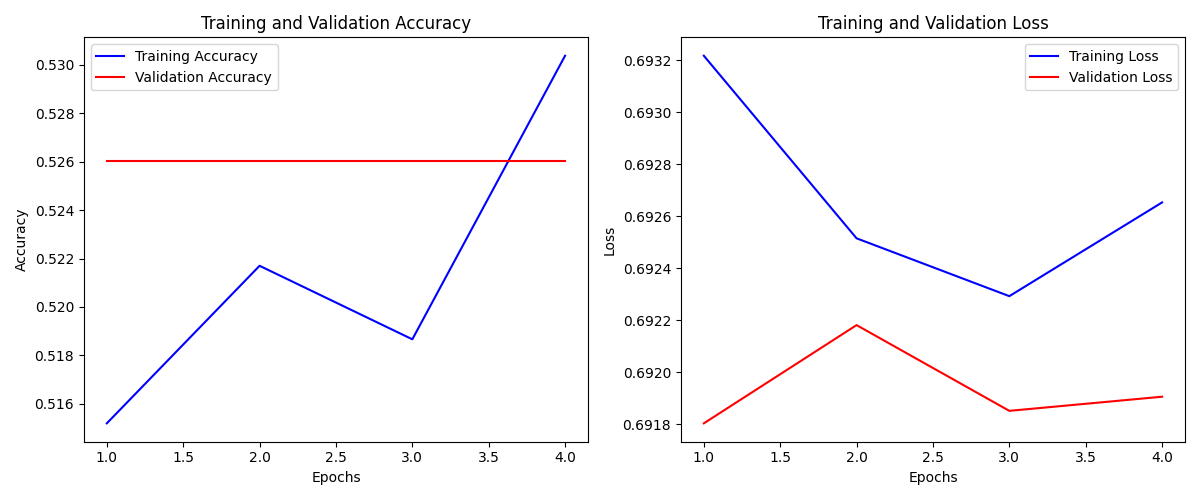 Training and Validation Accuracy
Training Accuracy
Validation Accuracy
0.530
0.528
0.526
0.524
0.522
0.520
0.518
0.516
Accuracy
1.0 1.5 2.0 2.5 3.0 3.5 4.0
Epochs
Training and Validation Loss
Training Loss
Validation Loss
0.6932
0.6930
0.6928
0.6926
0.6924
0.6922
0.6920
0.6918
Loss
1.0 1.5 2.0 2.5 3.0 3.5 4.0
Epochs